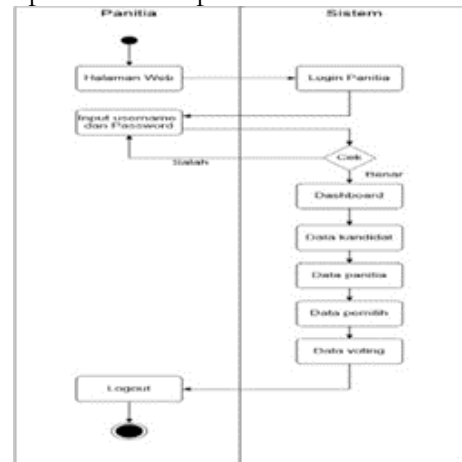 Panitia
Sistem
Halaman Web
Login Panitia
Input username
dan Password
Cek
Salah
Benar
Dashboard
Data kandidat
Data panitia
Data pemilih
Data voting
Logout